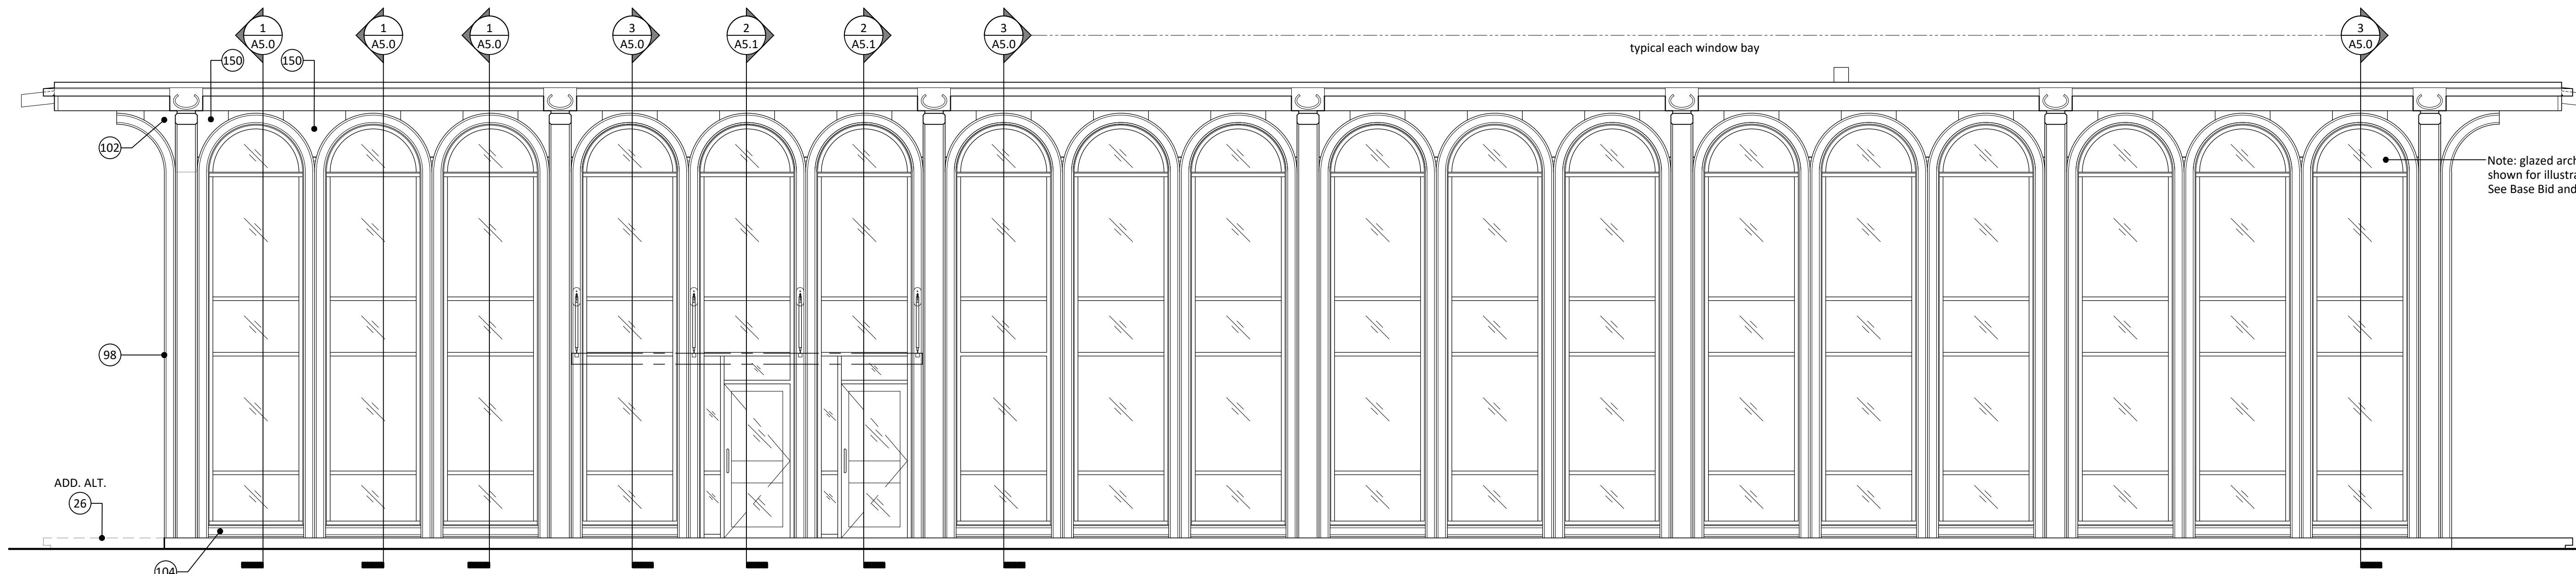 1
A5.0
1
A5.0
1
A5.0
3
A5.0
2
A5.1
2
A5.1
3
A5.0
typical each window bay
3
A5.0
150
150
102
Note: glazed arch
shown for illustra
See Base Bid and
98
ADD. ALT.
26
104